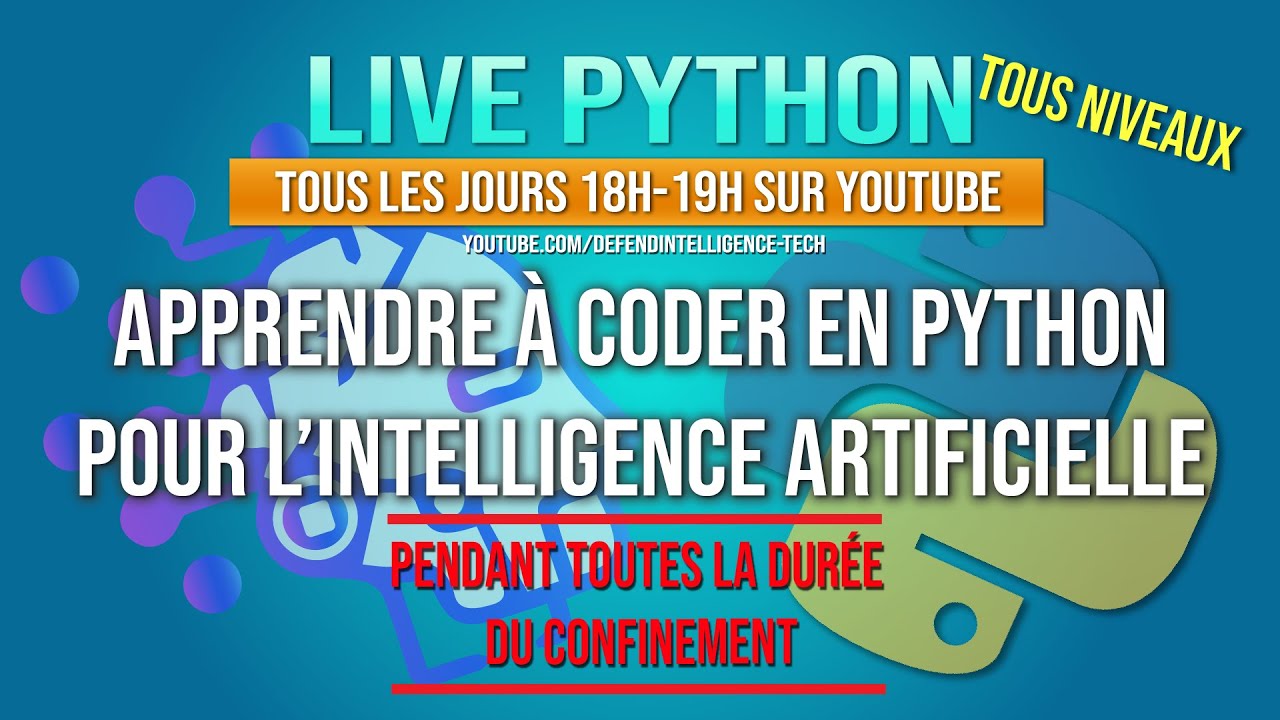 LIVE PYTHON
TOUS NIVEAUX
TOUS LES JOURS 18H-19H SUR YOUTUBE
YOUTUBE.COM/DEFENDINTELLIGENCE-TECH
APPRENDRE À CODER EN PYTHON
POUR L'INTELLIGENCE ARTIFICIELLE
PENDANT TOUTES LA DURÉE
DU CONFINEMENT